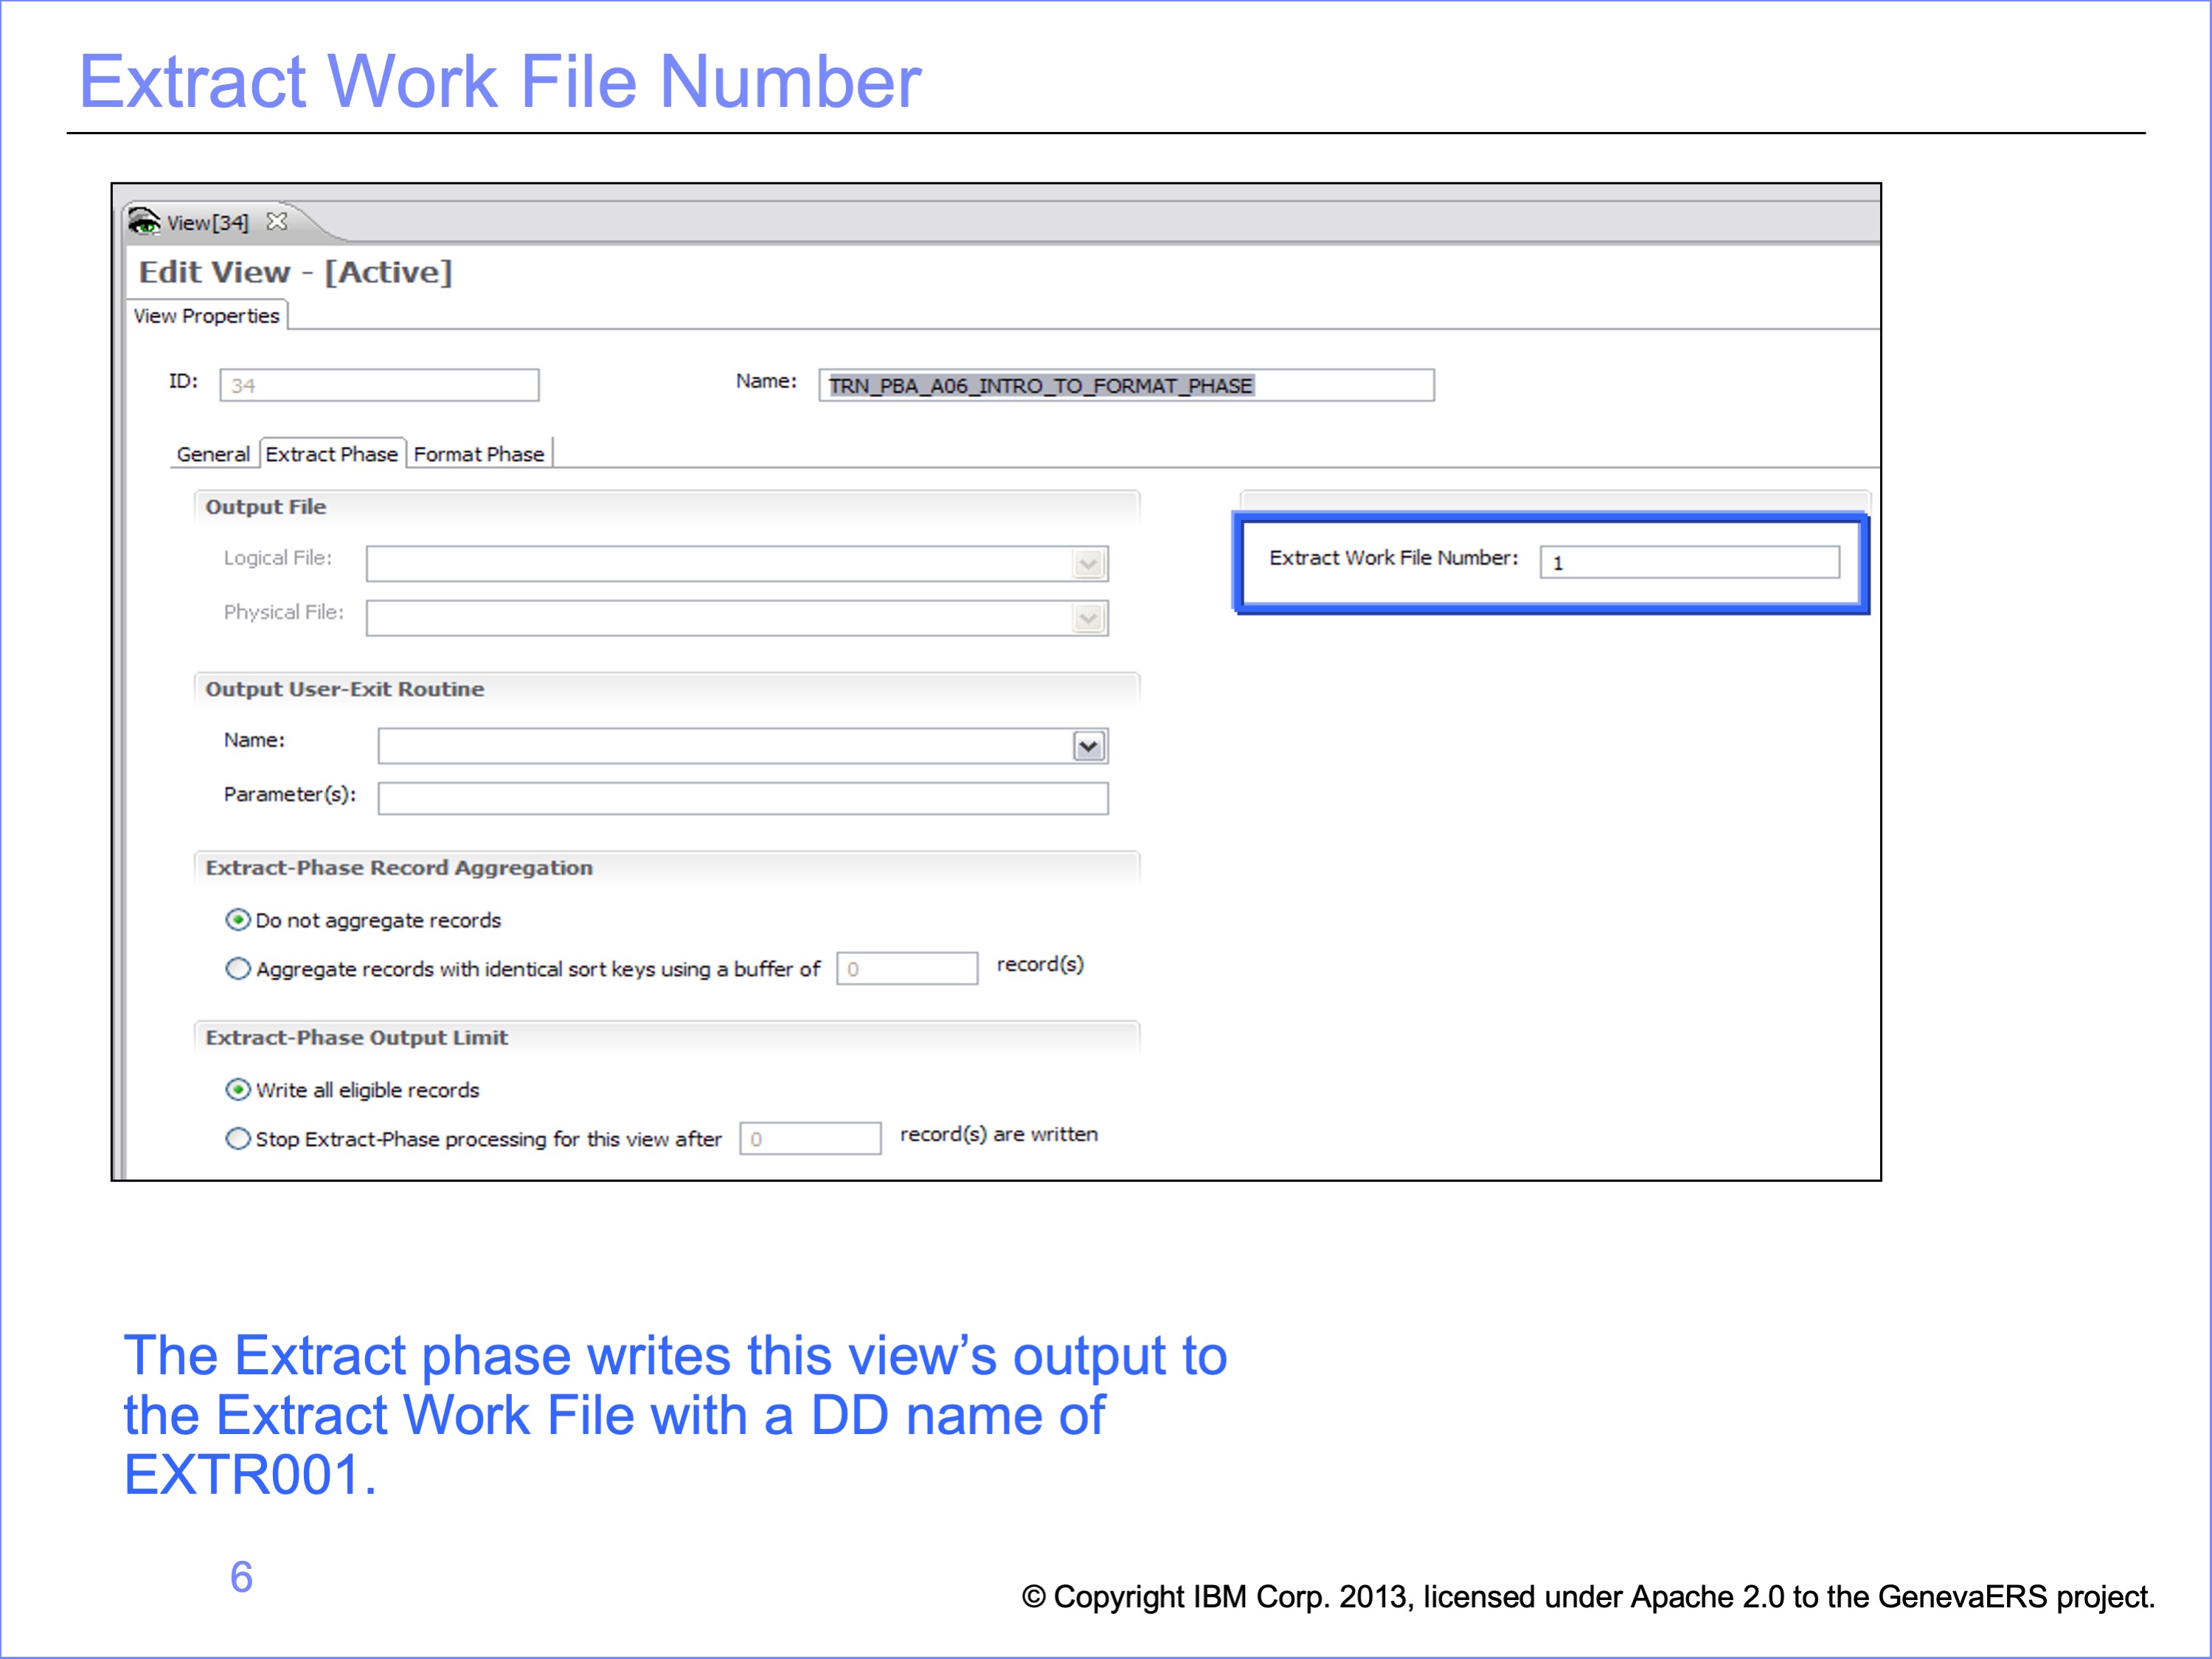 Extract Work File Number
View[34]
Edit View - [Active]
View Properties
ID: 34 Name: TRN_PBA_A06_INTRO_TO_FORMAT_PHASE
General Extract Phase Format Phase
Output File
Logical File:
Physical File:
Extract Work File Number: 1
Output User-Exit Routine
Name:
Parameter(s):
Extract-Phase Record Aggregation
Do not aggregate records
Aggregate records with identical sort keys using a buffer of 0 record(s)
Extract-Phase Output Limit
Write all eligible records
Stop Extract-Phase processing for this view after 0 record(s) are written
The Extract phase writes this view’s output to
the Extract Work File with a DD name of
EXTR001.
6
© Copyright IBM Corp. 2013, licensed under Apache 2.0 to the GenevaERS project.